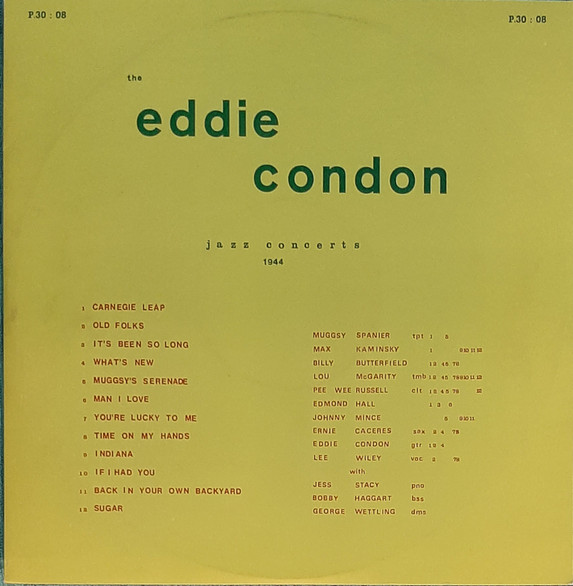 P.30 : 08
P.30 : 08
the
eddie
condon
jazz concerts
1944
1 CARNEGIE LEAP
2 OLD FOLKS
3 IT'S BEEN SO LONG
4 WHAT'S NEW
5 MUGGSY'S SERENADE
6 MAN I LOVE
7 YOU'RE LUCKY TO ME
8 TIME ON MY HANDS
9 INDIANA
10 IF I HAD YOU
11 BACK IN YOUR OWN BACKYARD
12 SUGAR
MUGGSY SPANIER tpt 1
MAX KAMINSKY 1
BILLY BUTTERFIELD
LOU McGARITY tmb
PEE WEE RUSSELL clt
EDMOND HALL
JOHNNY MINCE
ERNIE CACERES sax
EDDIE CONDON gtr
LEE WILEY voc
with
JESS STACY pno
BOBBY HAGGART bss
GEORGE WETTLING dms